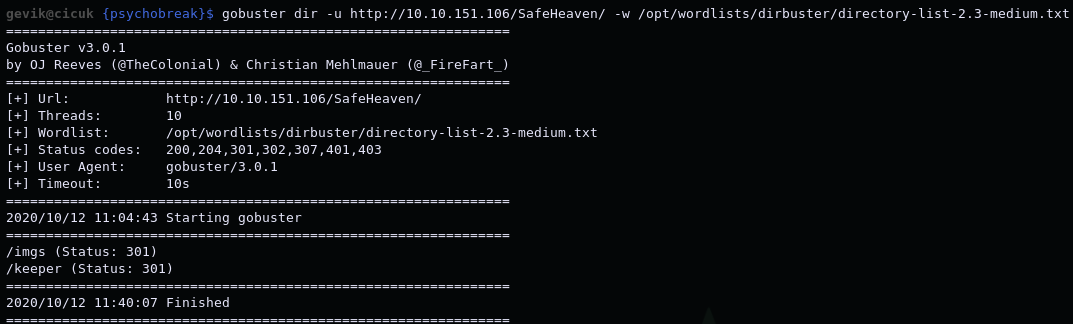 gevik@cicuk {psychobreak}$ gobuster dir -u http://10.10.151.106/SafeHeaven/ -w /opt/wordlists/dirbuster/directory-list-2.3-medium.txt
===============================================================
Gobuster v3.0.1
by OJ Reeves (@TheColonial) & Christian Mehlmauer (@_FireFart_)
===============================================================
[+] Url:            http://10.10.151.106/SafeHeaven/
[+] Threads:        10
[+] Wordlist:       /opt/wordlists/dirbuster/directory-list-2.3-medium.txt
[+] Status codes:   200,204,301,302,307,401,403
[+] User Agent:     gobuster/3.0.1
[+] Timeout:        10s
===============================================================
2020/10/12 11:04:43 Starting gobuster
===============================================================
/imgs (Status: 301)
/keeper (Status: 301)
===============================================================
2020/10/12 11:40:07 Finished
===============================================================